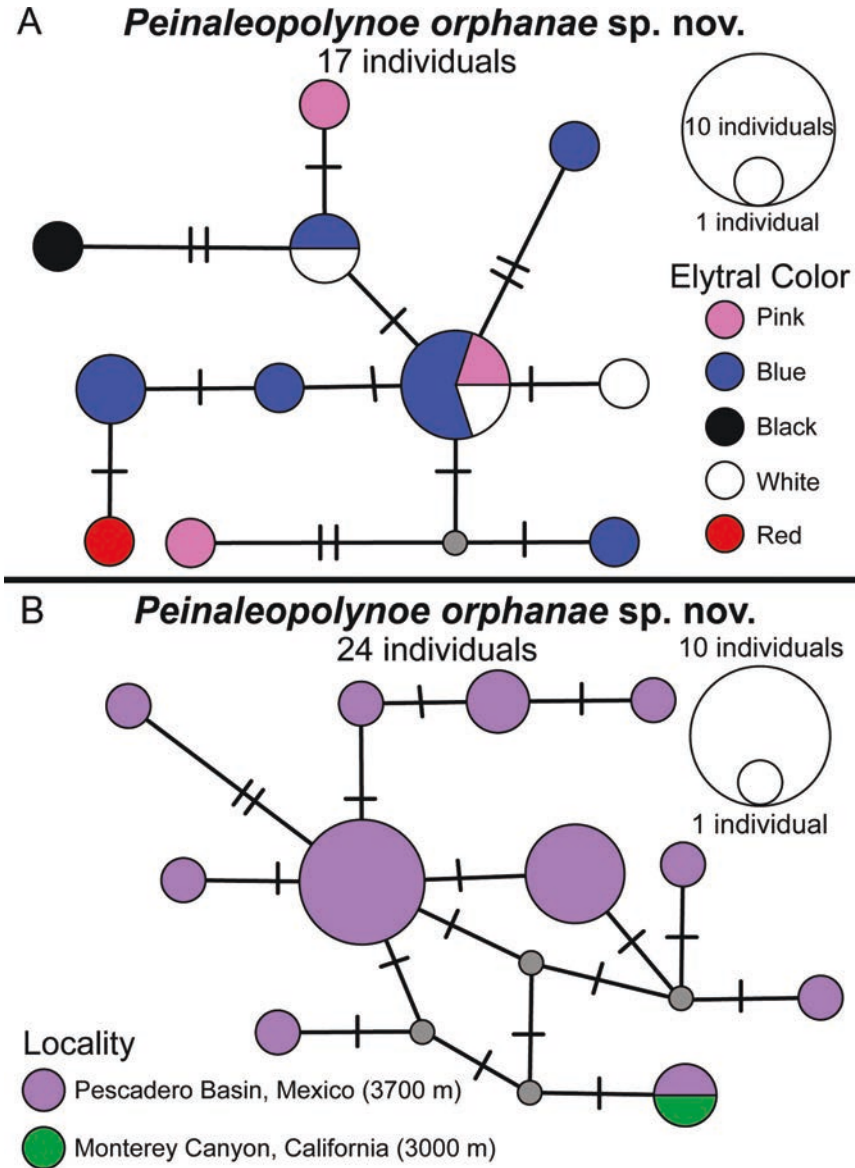 A
Peinaleopolynoe orphanae sp. nov.
17 individuals
10 individuals
1 individual
Elytral Color
Pink
Blue
Black
White
Red
B
Peinaleopolynoe orphanae sp. nov.
24 individuals
10 individuals
1 individual
Locality
Pescadero Basin, Mexico (3700 m)
Monterey Canyon, California (3000 m)